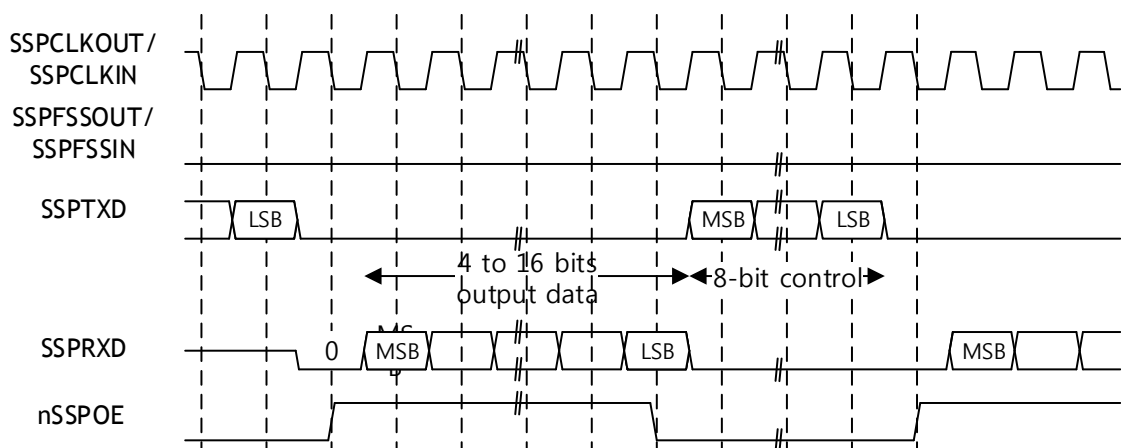 SSPCLKOUT/
SSPCLKIN
SSPFSSOUT/
SSPFSSIN
SSPTXD
LSB
MSB
LSB
4 to 16 bits
output data
8-bit control
SSPRXD
0
MSB
MSB
LSB
MSB
nSSPOE